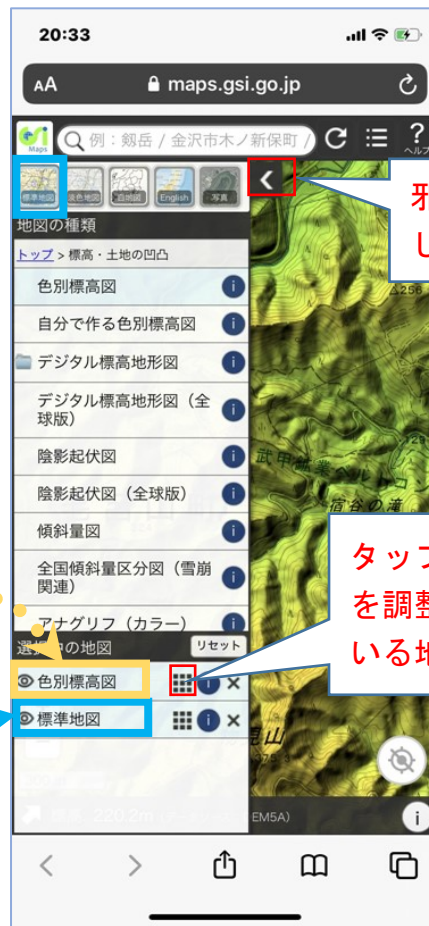 20:33
AA maps.gsi.go.jp
Maps 例：剱岳 / 金沢市木ノ新保町 / ヘルプ
標準地図 淡色地図 白地図 English 写真
地図の種類
トップ > 標高・土地の凹凸
色別標高図
自分で作る色別標高図
デジタル標高地形図
デジタル標高地形図（全
球版）
陰影起伏図
陰影起伏図（全球版）
傾斜量図
全国傾斜量区分図（雪崩
関連）
アナグリフ（カラー）
選択中の地図 リセット
色別標高図
標準地図
邪
し
256
武甲鉱業ベルトコン
宿谷の滝
タップ
を調整
いる地